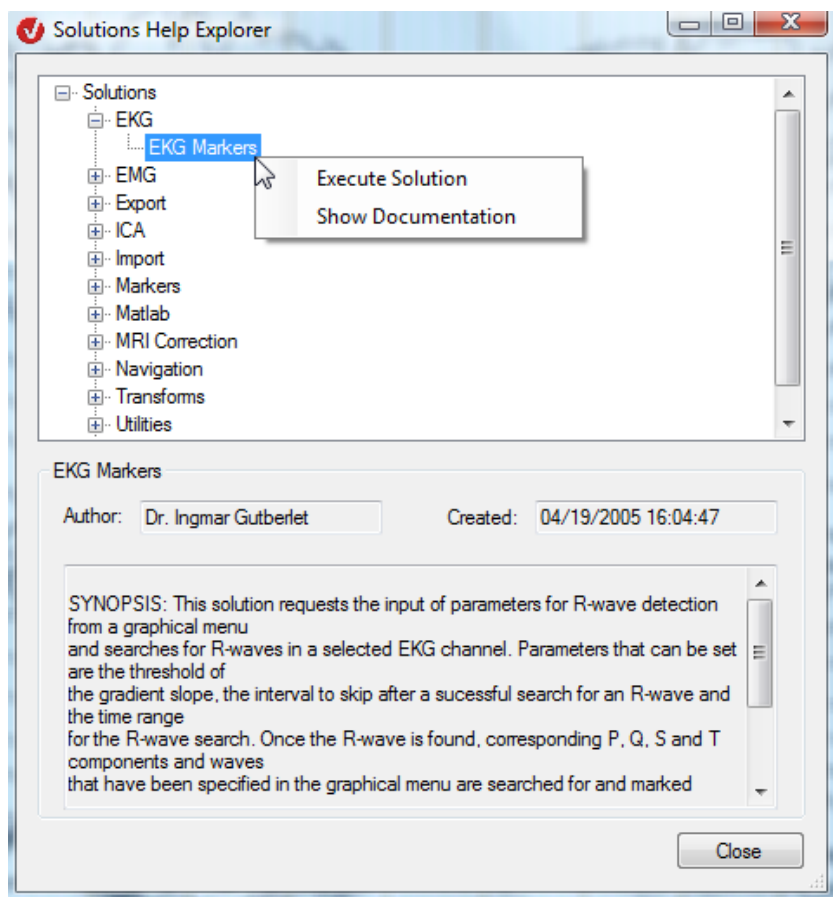 Solutions Help Explorer
Solutions
EKG
EKG Markers
EMG
Execute Solution
Export
Show Documentation
ICA
Import
Markers
Matlab
MRI Correction
Navigation
Transforms
Utilities
EKG Markers
Author: Dr. Ingmar Gutberlet Created: 04/19/2005 16:04:47
SYNOPSIS: This solution requests the input of parameters for R-wave detection
from a graphical menu
and searches for R-waves in a selected EKG channel. Parameters that can be set
are the threshold of
the gradient slope, the interval to skip after a sucessful search for an R-wave and
the time range
for the R-wave search. Once the R-wave is found, corresponding P, Q, S and T
components and waves
that have been specified in the graphical menu are searched for and marked
Close